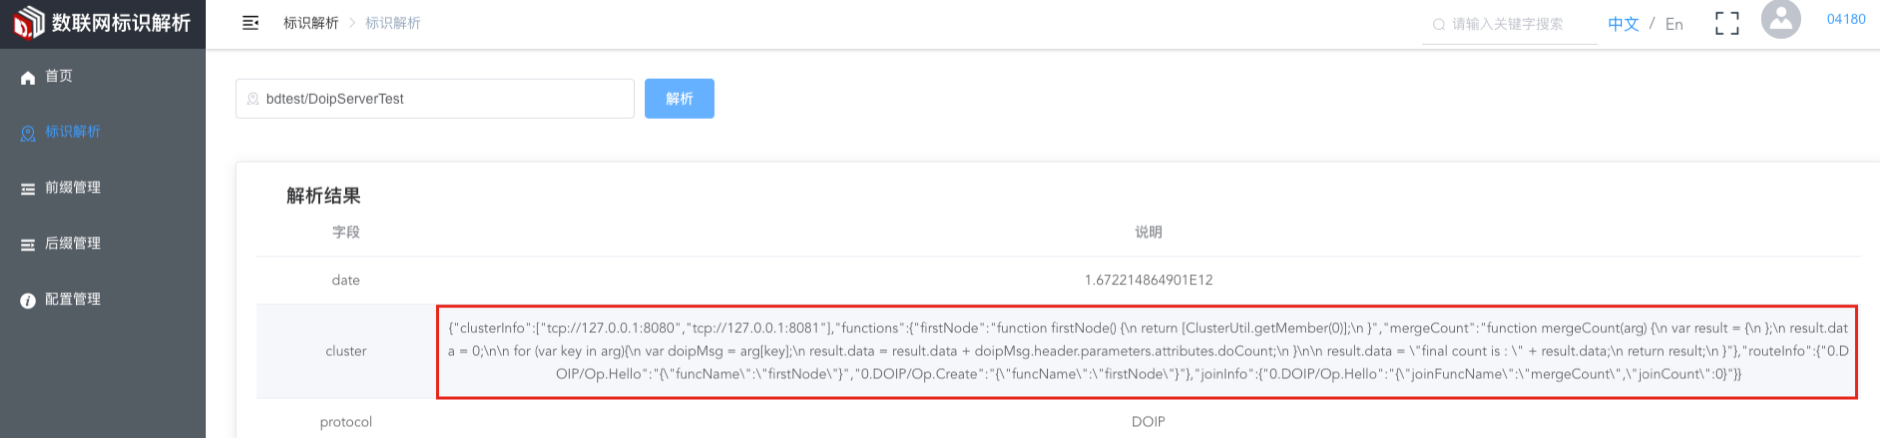 数联网标识解析
标识解析 > 标识解析
请输入关键字搜索
中文 / En
04180
首页
标识解析
前缀管理
后缀管理
配置管理
bdtest/DoipServerTest
解析
解析结果
字段 说明
date 1.672214864901E12
cluster
{"clusterInfo":["tcp://127.0.0.1:8080","tcp://127.0.0.1:8081"],"functions":{"firstNode":"function firstNode() {\n return [ClusterUtil.getMember(0)];\n }","mergeCount":"function mergeCount(arg) {\n var result = {\n };\n result.dat
a = 0;\n\n for (var key in arg){\n var doipMsg = arg[key];\n result.data = result.data + doipMsg.header.parameters.attributes.doCount;\n }\n\n result.data = \"final count is : \" + result.data;\n return result;\n }"},"routeInfo":{"0.D
OIP/Op.Hello":"{\"funcName\":\"firstNode\"}","0.DOIP/Op.Create":"{\"funcName\":\"firstNode\"}"},"joinInfo":{"0.DOIP/Op.Hello":"{\"joinFuncName\":\"mergeCount\",\"joinCount\":0}"}}
protocol DOIP